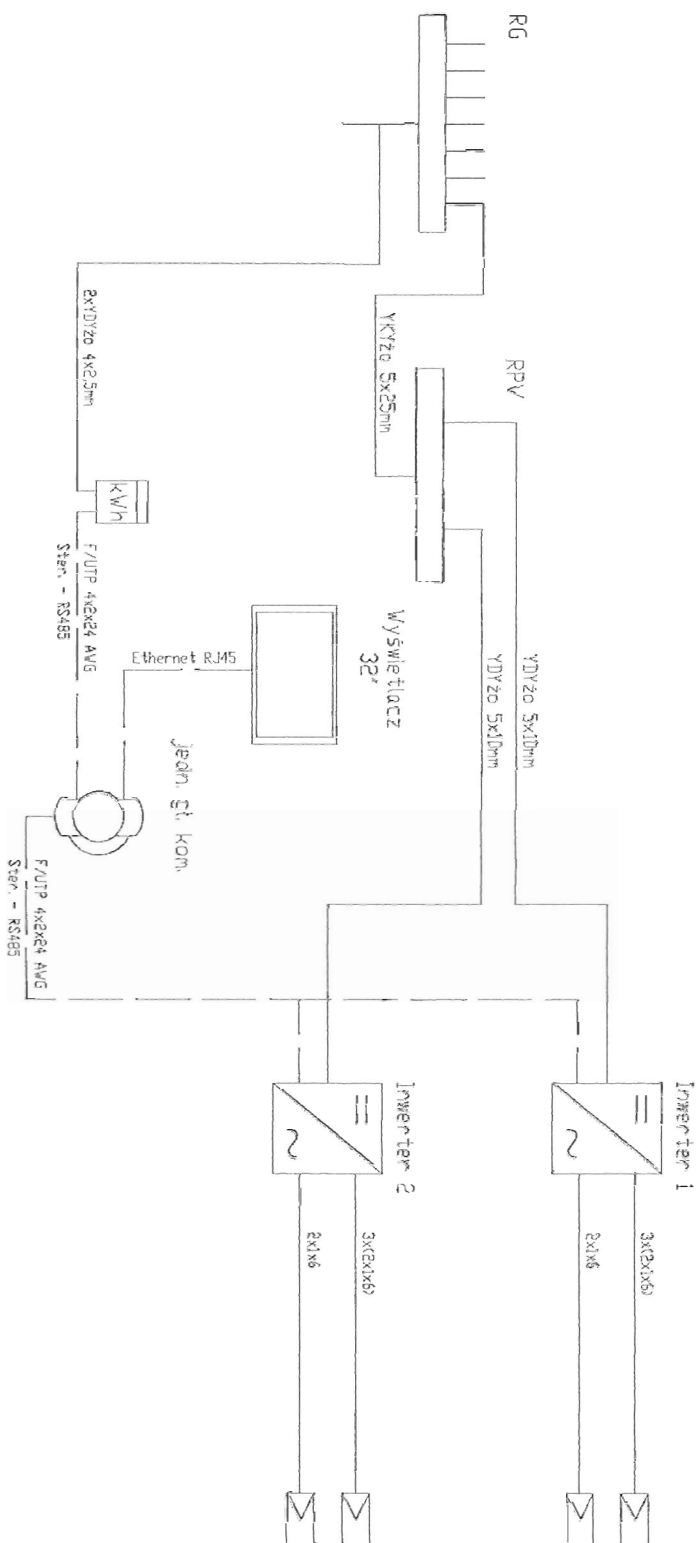 RG
RPV
YKYżo 5x25mm
YDYżo 5x10mm
YDYżo 5x10mm
2xYDYżo 4x2,5mm
kWh
F/UTP 4x2x24 AWG
Ster. - RS485
Wyświetlacz
32"
Ethernet RJ45
jedn. gł. kom.
F/UTP 4x2x24 AWG
Ster. - RS485
Inwerter 1
3x(2x1x6)
2x1x6
Inwerter 2
3x(2x1x6)
2x1x6